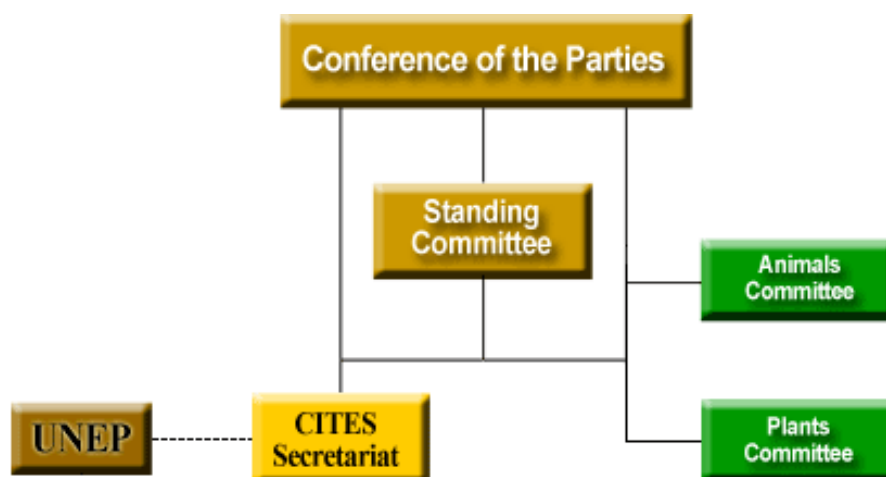 Conference of the Parties
Standing
Committee
Animals
Committee
UNEP
CITES
Secretariat
Plants
Committee